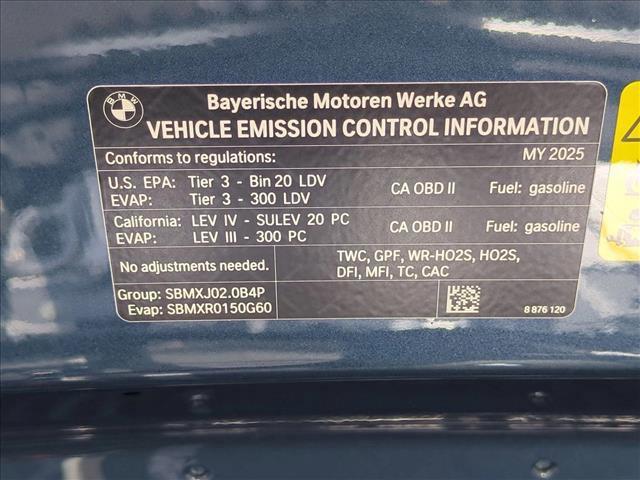 BMW
Bayerische Motoren Werke AG
VEHICLE EMISSION CONTROL INFORMATION
Conforms to regulations: MY 2025
U.S. EPA: Tier 3 - Bin 20 LDV CA OBD II Fuel: gasoline
EVAP: Tier 3 - 300 LDV
California: LEV IV - SULEV 20 PC CA OBD II Fuel: gasoline
EVAP: LEV III - 300 PC
No adjustments needed. TWC, GPF, WR-HO2S, HO2S,
DFI, MFI, TC, CAC
Group: SBMXJ02.0B4P
Evap: SBMXR0150G60
8 876 120